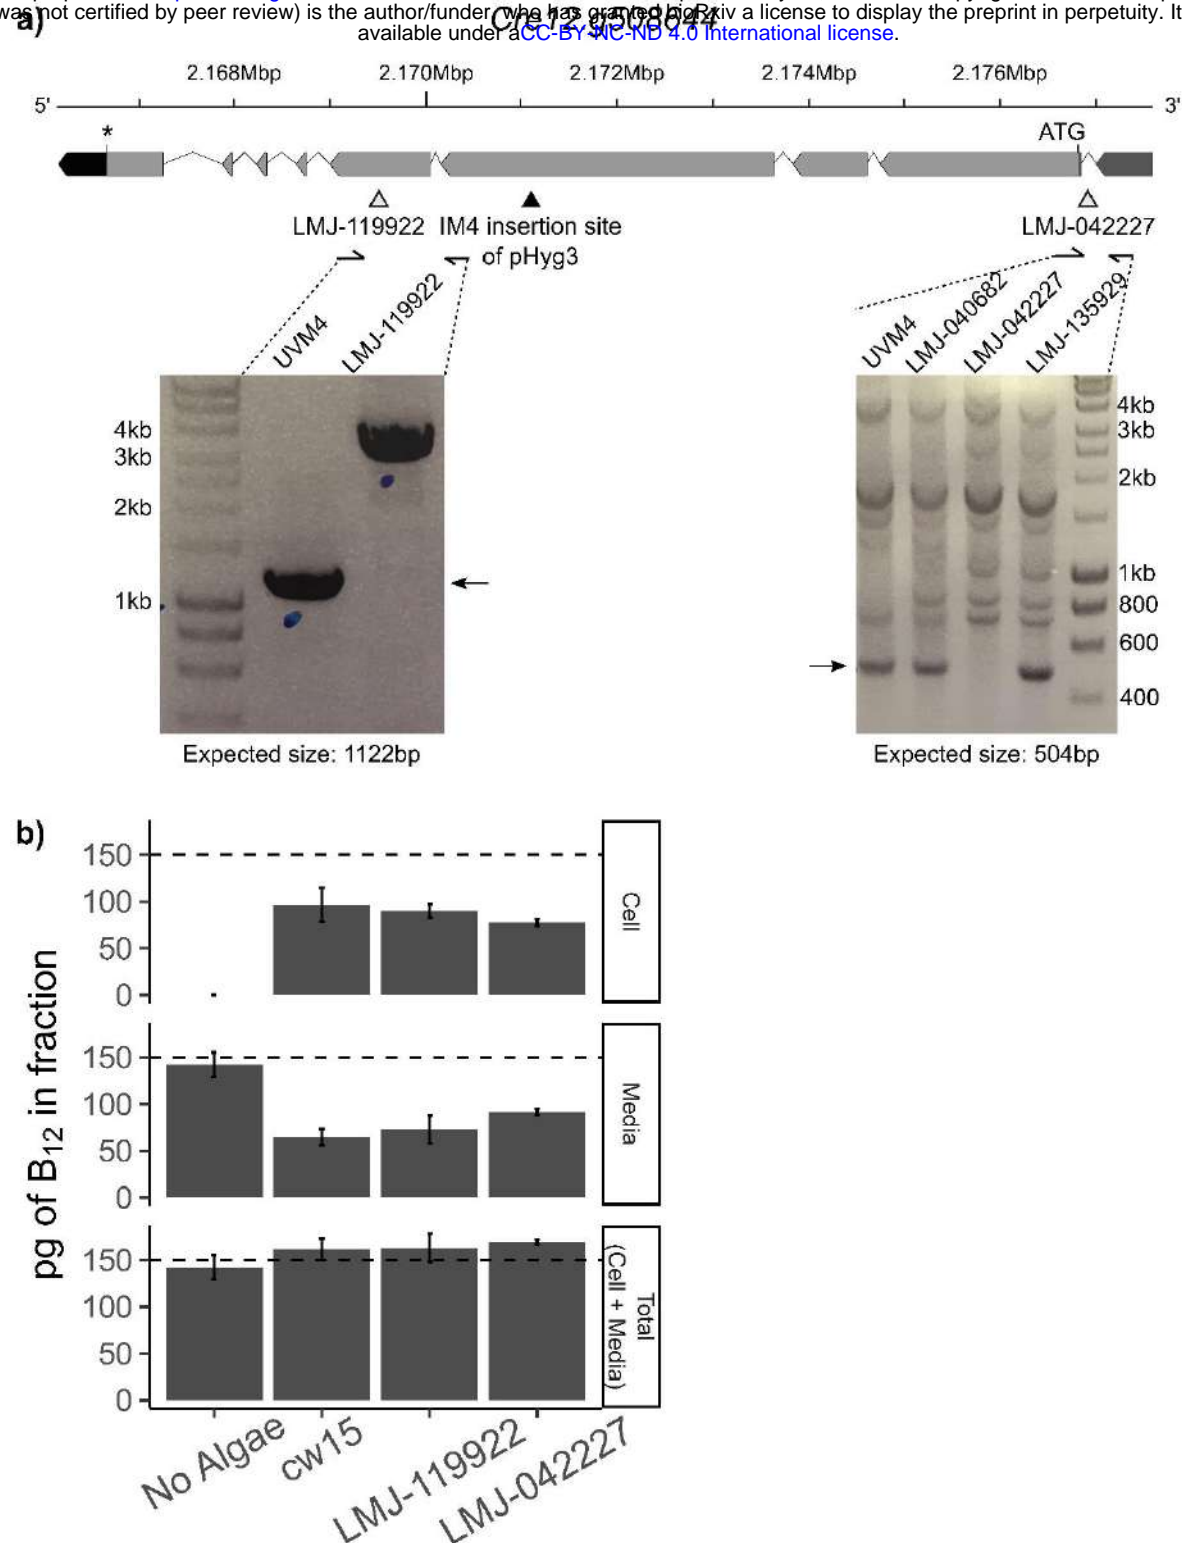 was not certified by peer review) is the author/funder, who has granted bioRxiv a license to display the preprint in perpetuity. It
available under aCC-BY-NC-ND 4.0 International license.
a)
2.168Mbp 2.170Mbp 2.172Mbp 2.174Mbp 2.176Mbp
5' 3'
* ATG
LMJ-119922 IM4 insertion site LMJ-042227
of pHyg3
UVM4 LMJ-119922 UVM4 LMJ-040682 LMJ-042227 LMJ-135929
4kb
3kb
2kb
1kb
4kb
3kb
2kb
1kb
800
600
400
Expected size: 1122bp Expected size: 504bp
b)
pg of B12 in fraction
150
100
50
0
Cell
150
100
50
0
Media
150
100
50
0
Total
(Cell + Media)
No Algae cw15 LMJ-119922 LMJ-042227